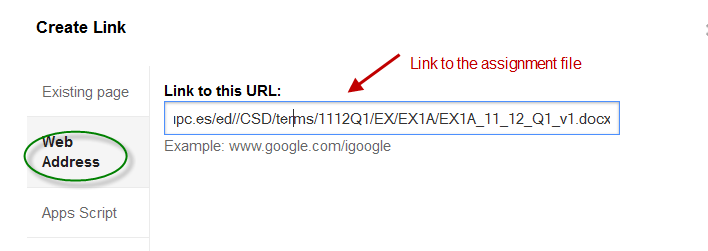 Create Link
Link to the assignment file
Existing page
Link to this URL:
upc.es/ed//CSD/terms/1112Q1/EX/EX1A/EX1A_11_12_Q1_v1.docx
Web
Address
Example: www.google.com/igoogle
Apps Script